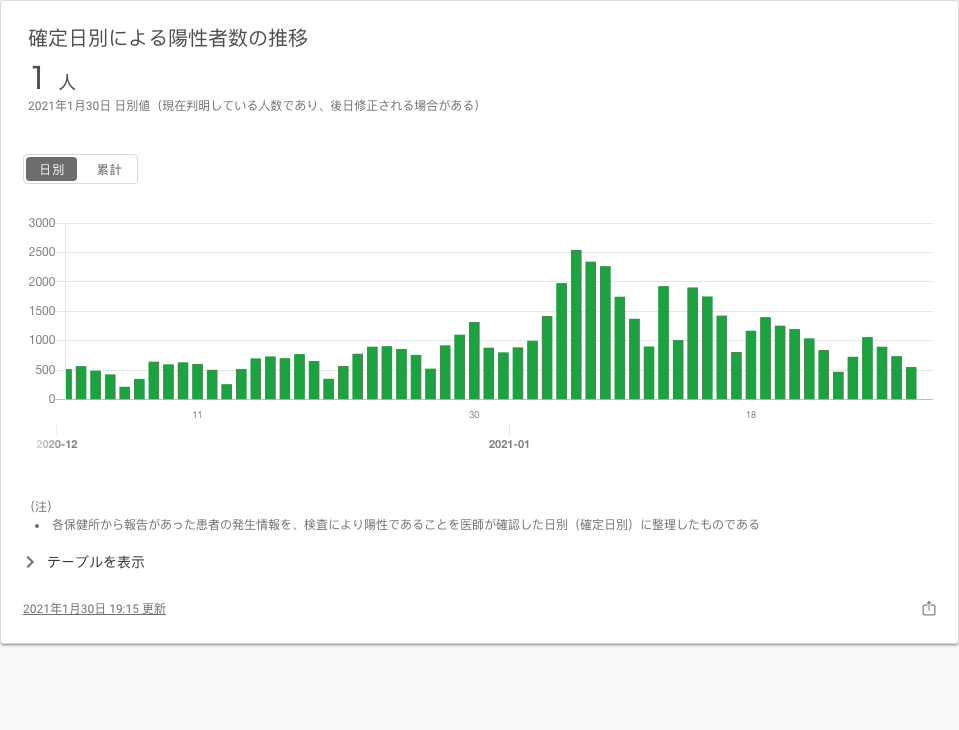 確定日別による陽性者数の推移
1 人
2021年1月30日 日別値（現在判明している人数であり、後日修正される場合がある）
日別 累計
3000
2500
2000
1500
1000
500
0
11 30 18
2020-12 2021-01
（注）
• 各保健所から報告があった患者の発生情報を、検査により陽性であることを医師が確認した日別（確定日別）に整理したものである
テーブルを表示
2021年1月30日 19:15 更新